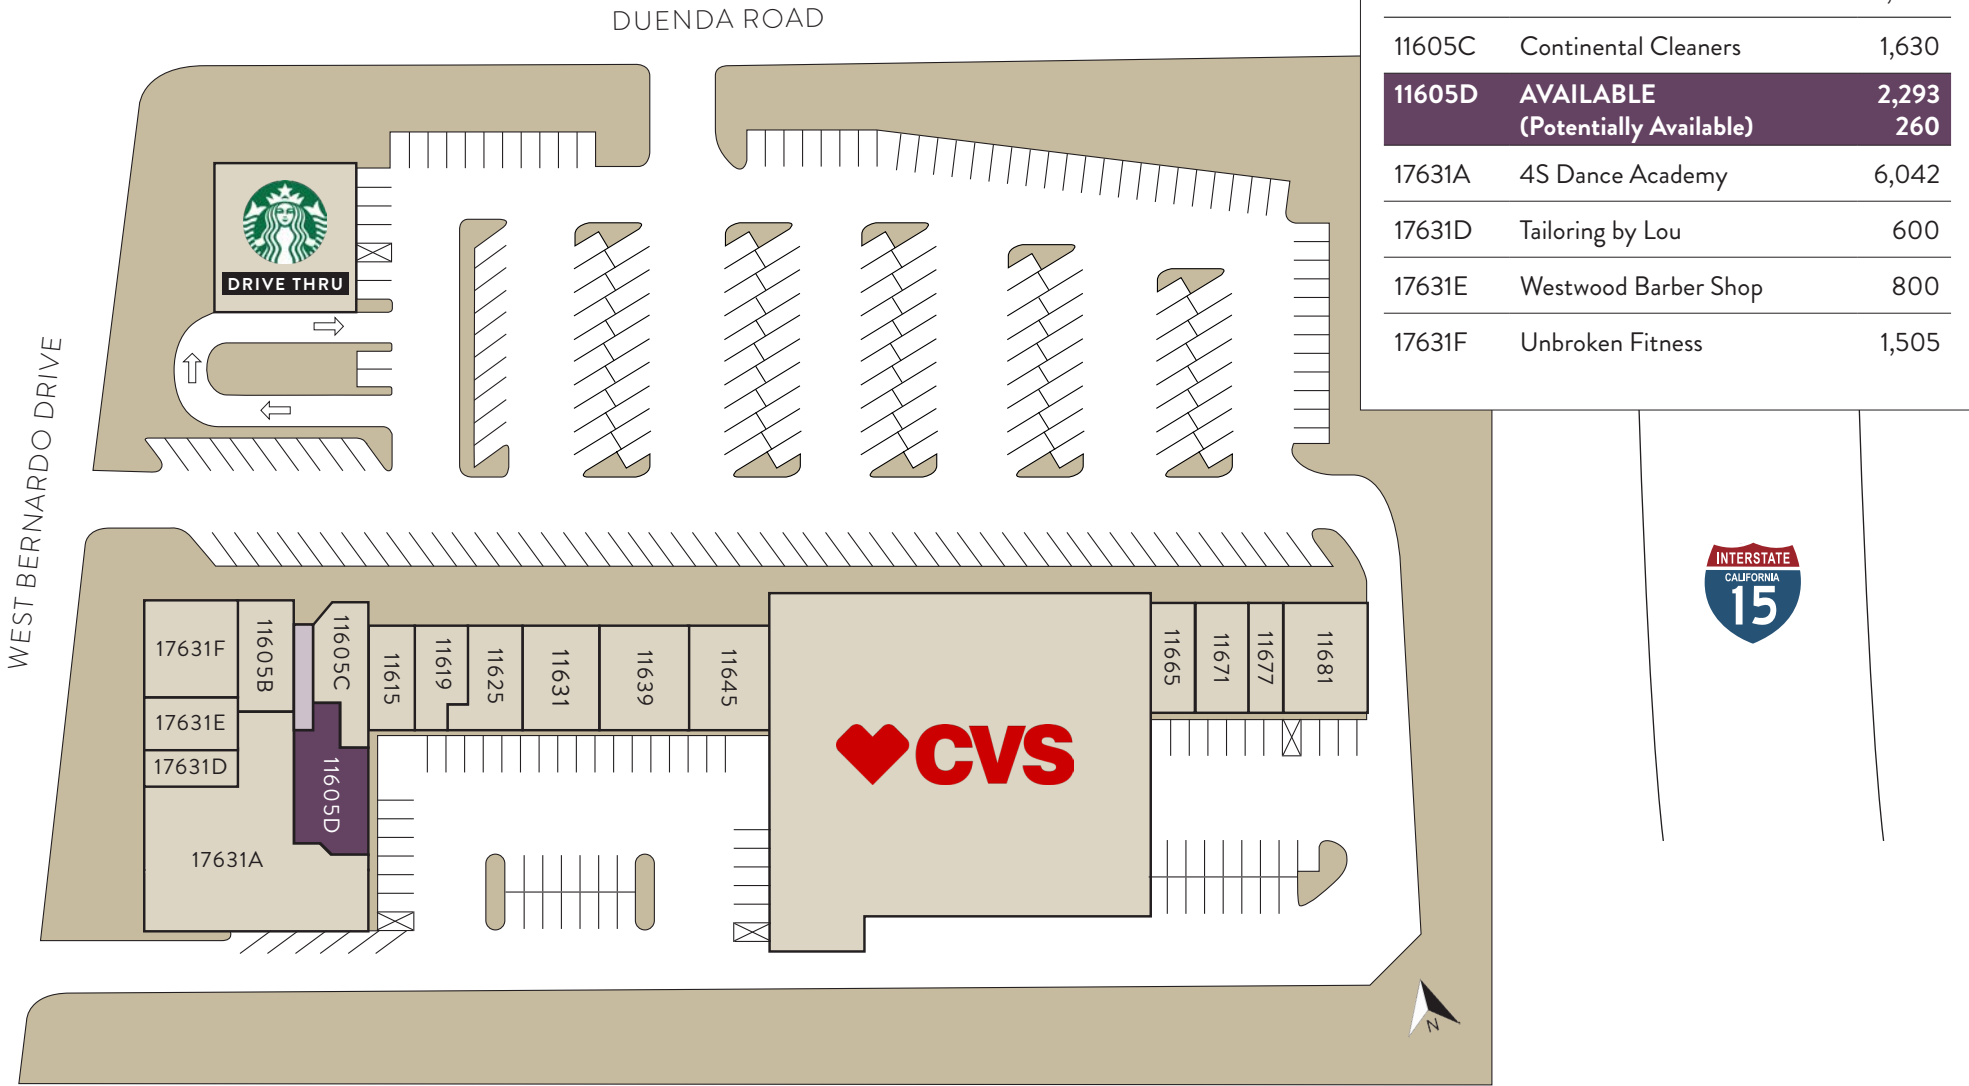 DUENDA ROAD
11605C Continental Cleaners 1,630
11605D AVAILABLE 2,293
(Potentially Available) 260
17631A 4S Dance Academy 6,042
17631D Tailoring by Lou 600
17631E Westwood Barber Shop 800
17631F Unbroken Fitness 1,505
DRIVE THRU
WEST BERNARDO DRIVE
INTERSTATE
CALIFORNIA
15
17631F
11605B
11605C
11615
11619
11625
11631
11639
11645
11665
11671
11677
11681
17631E
17631D
11605D
17631A
CVS
N